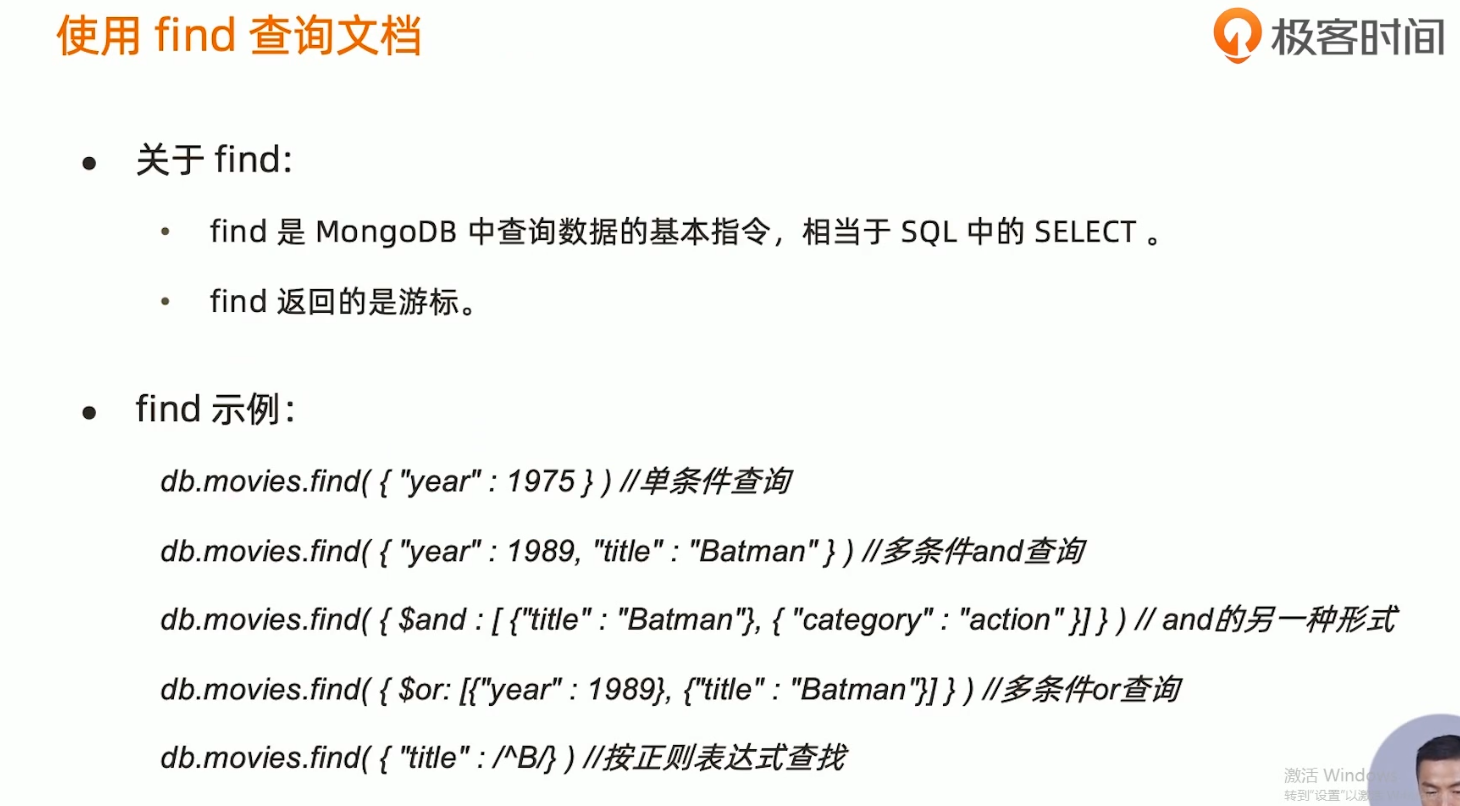 使用 find 查询文档
极客时间
● 关于 find:
• find 是 MongoDB 中查询数据的基本指令，相当于 SQL 中的 SELECT 。
• find 返回的是游标。
● find 示例：
db.movies.find( { "year" : 1975 } ) //单条件查询
db.movies.find( { "year" : 1989, "title" : "Batman" } ) //多条件and查询
db.movies.find( { $and : [ {"title" : "Batman"}, { "category" : "action" }] } ) // and的另一种形式
db.movies.find( { $or: [{"year" : 1989}, {"title" : "Batman"}] } ) //多条件or查询
db.movies.find( { "title" : /^B/} ) //按正则表达式查找
激活 Windows
转到"设置"以激